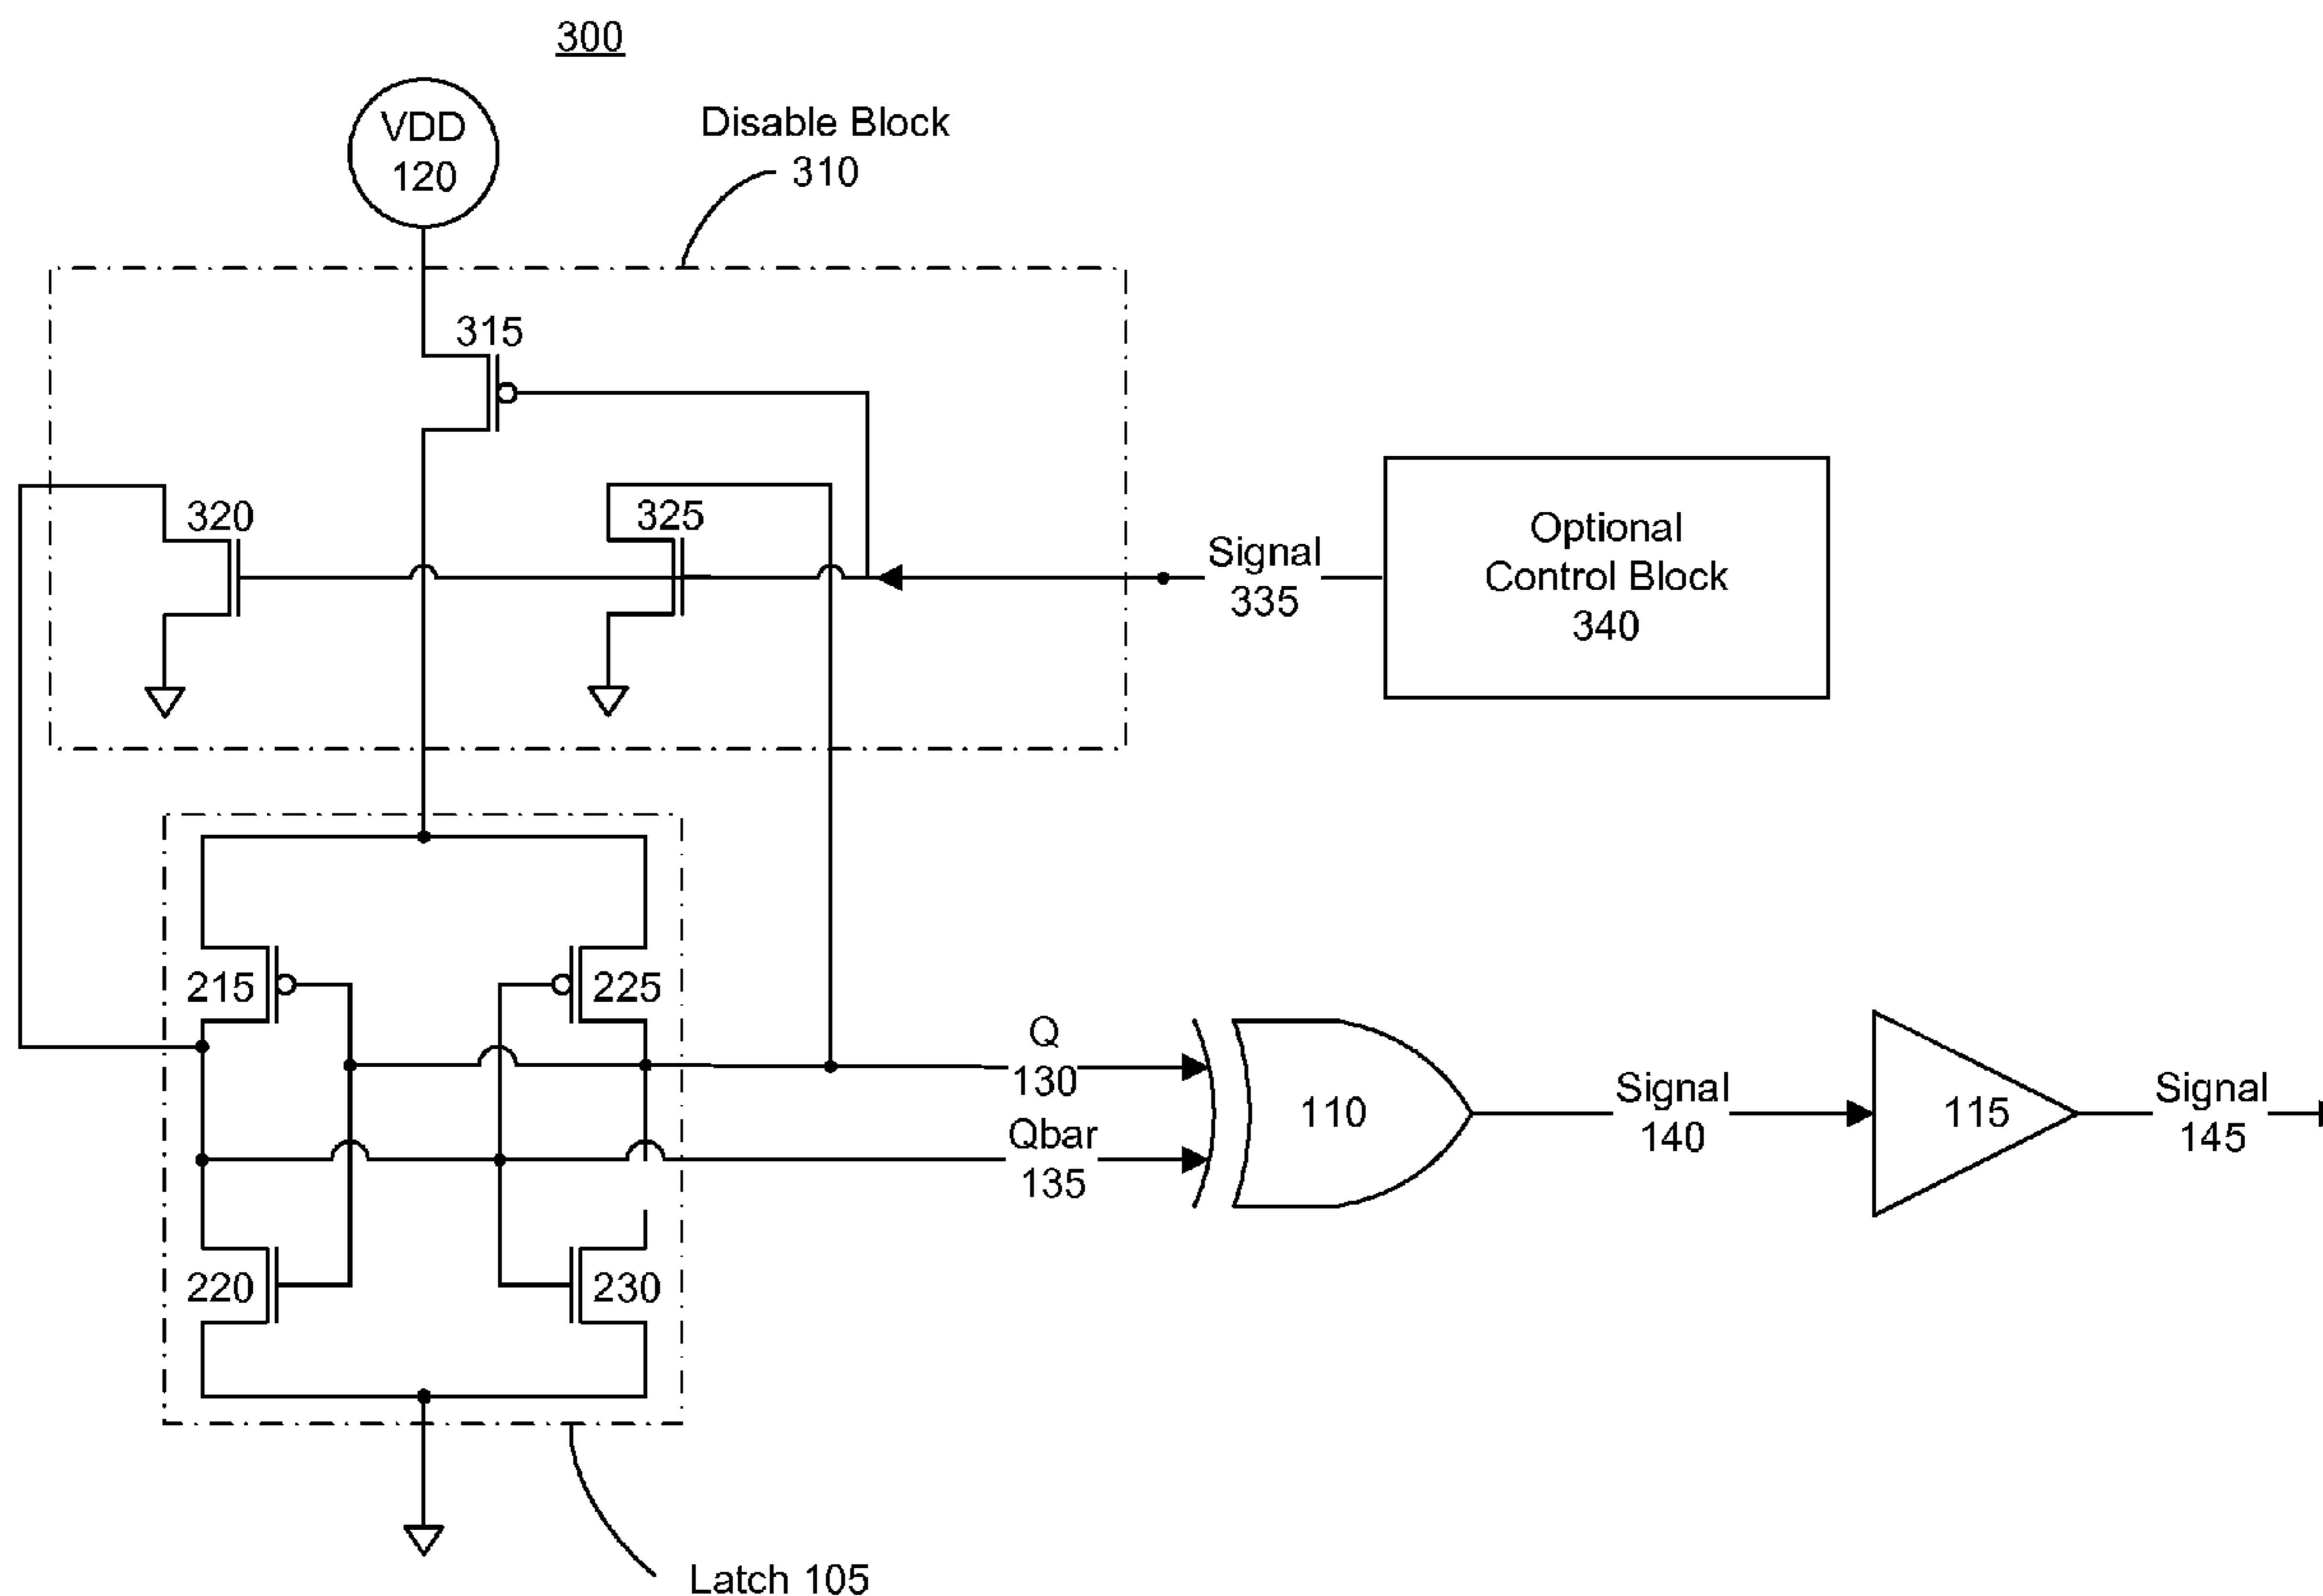 300
VDD
120
Disable Block
310
315
320
325
Signal
335
Optional
Control Block
340
215
225
Q
130
Qbar
135
110
Signal
140
115
Signal
145
220
230
Latch 105